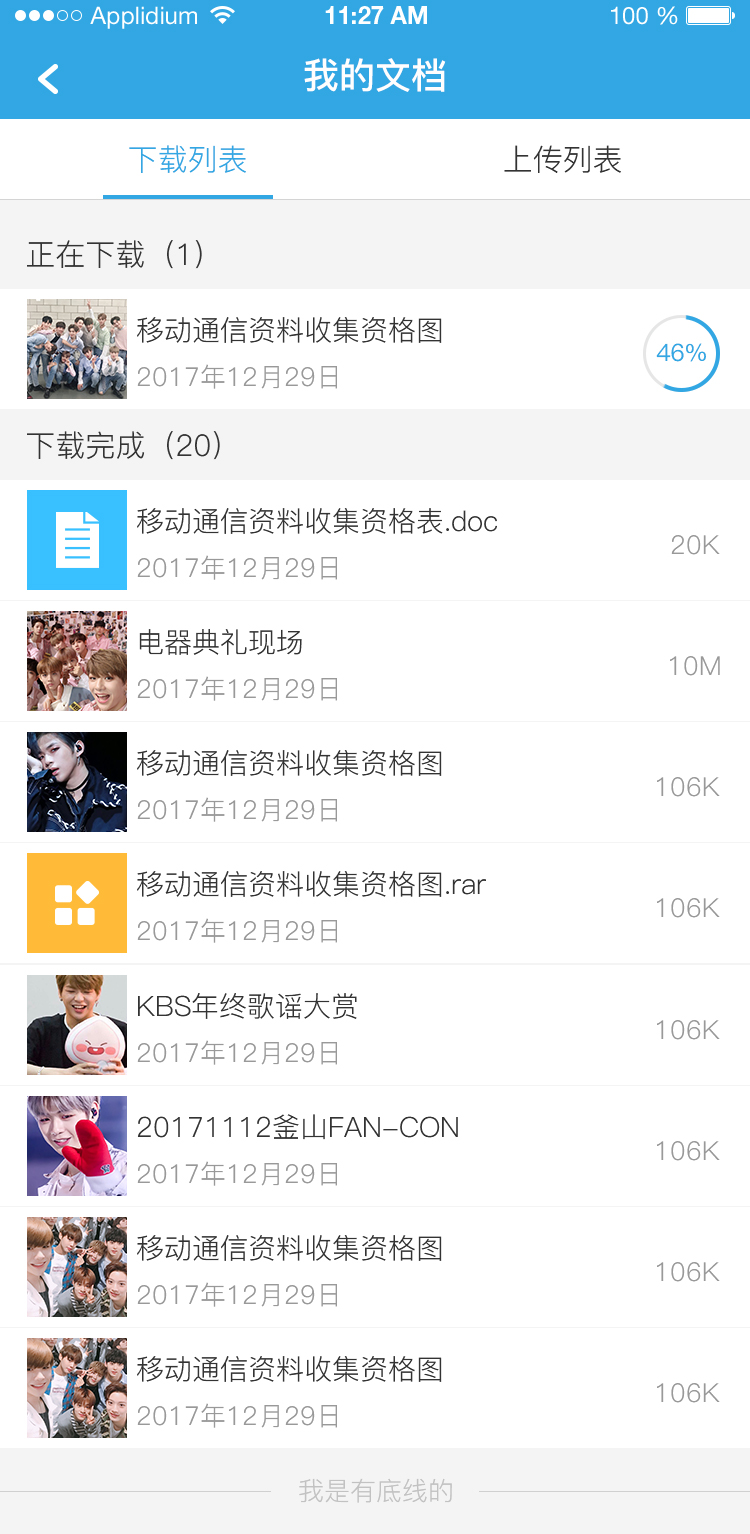 Applidium 11:27 AM 100 %
我的文档
下载列表 上传列表
正在下载（1）
移动通信资料收集资格图
2017年12月29日
46%
下载完成（20）
移动通信资料收集资格表.doc
2017年12月29日
20K
电器典礼现场
2017年12月29日
10M
移动通信资料收集资格图
2017年12月29日
106K
移动通信资料收集资格图.rar
2017年12月29日
106K
KBS年终歌谣大赏
2017年12月29日
106K
20171112釜山FAN-CON
2017年12月29日
106K
移动通信资料收集资格图
2017年12月29日
106K
移动通信资料收集资格图
2017年12月29日
106K
我是有底线的